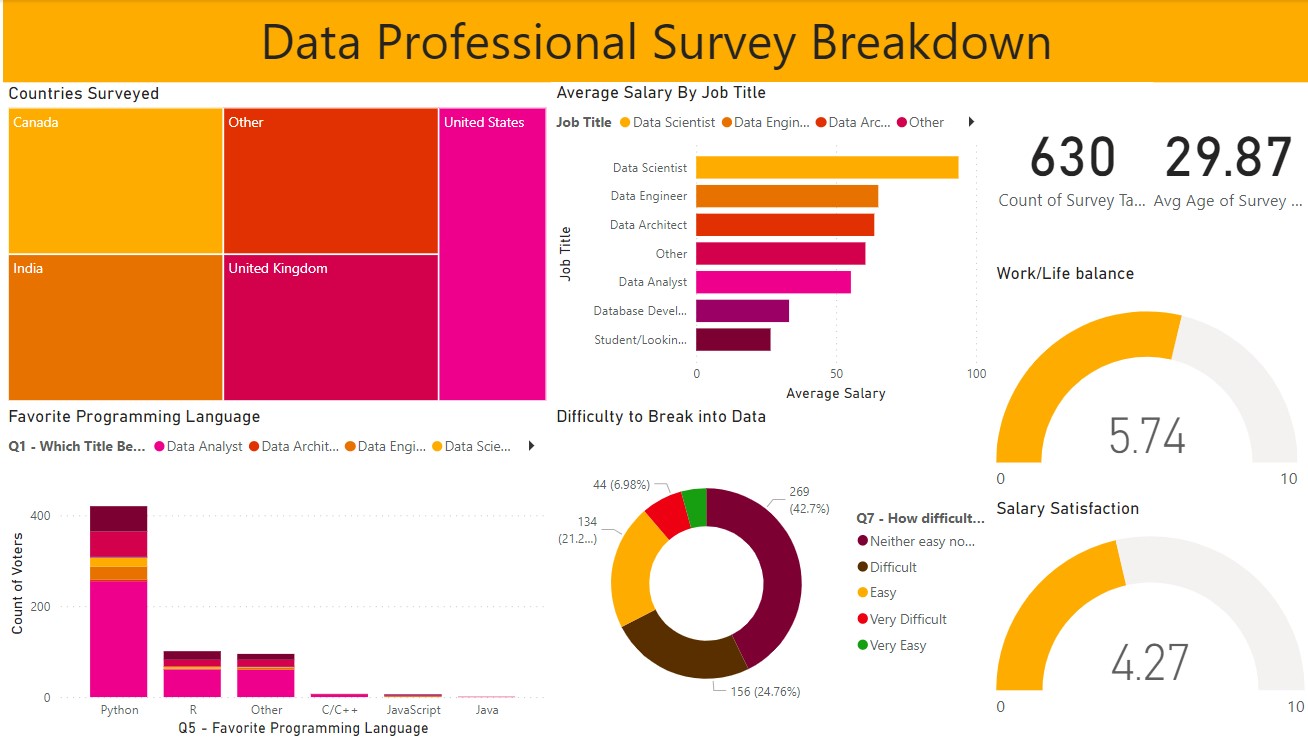 Data Professional Survey Breakdown
Countries Surveyed
Canada
Other
United States
India
United Kingdom
Average Salary By Job Title
Job Title Data Scientist Data Engin... Data Arc... Other
Job Title
Data Scientist
Data Engineer
Data Architect
Other
Data Analyst
Database Devel...
Student/Lookin...
0 50 100
Average Salary
630
Count of Survey Ta...
29.87
Avg Age of Survey ...
Work/Life balance
5.74
0 10
Favorite Programming Language
Q1 - Which Title Be... Data Analyst Data Archit... Data Engi... Data Scie...
Count of Voters
400
200
0
Python R Other C/C++ JavaScript Java
Q5 - Favorite Programming Language
Difficulty to Break into Data
44 (6.98%)
269
(42.7%)
134
(21.2...)
156 (24.76%)
Q7 - How difficult...
Neither easy no...
Difficult
Easy
Very Difficult
Very Easy
Salary Satisfaction
4.27
0 10